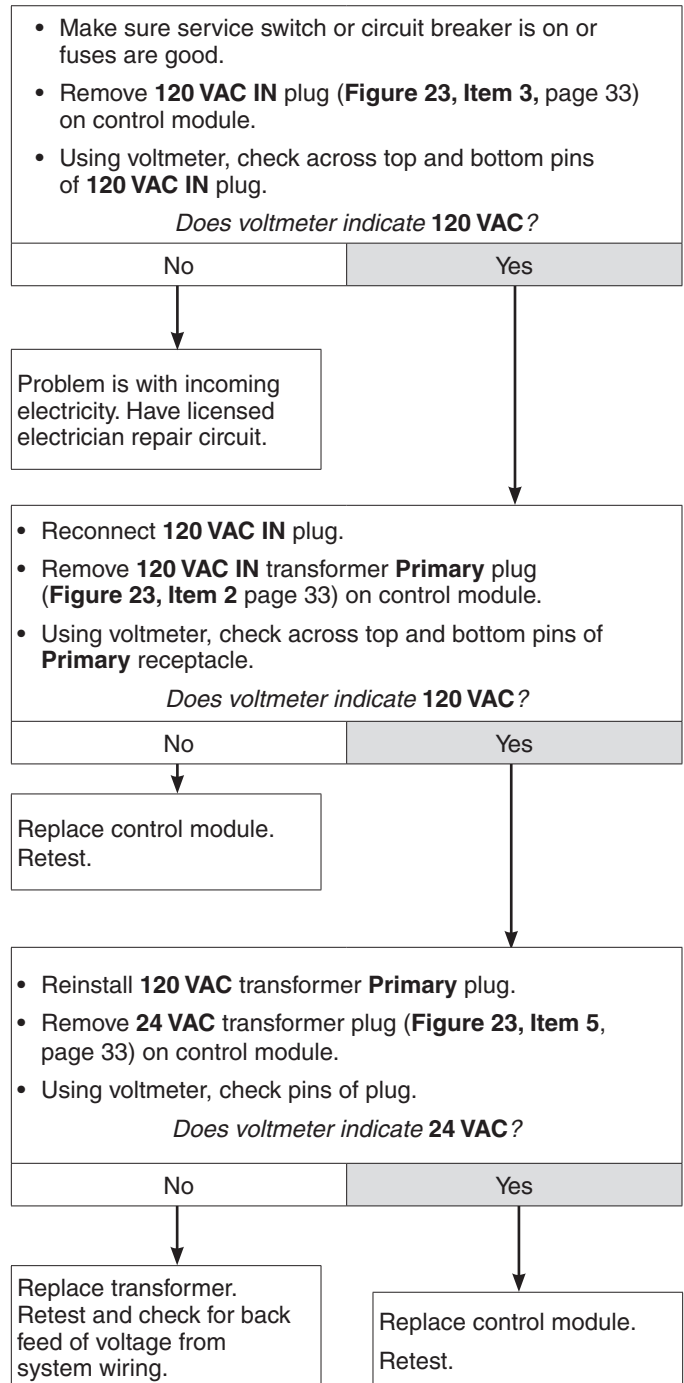 • Make sure service switch or circuit breaker is on or
fuses are good.
• Remove 120 VAC IN plug (Figure 23, Item 3, page 33)
on control module.
• Using voltmeter, check across top and bottom pins
of 120 VAC IN plug.
Does voltmeter indicate 120 VAC?
No
Yes
Problem is with incoming
electricity. Have licensed
electrician repair circuit.
• Reconnect 120 VAC IN plug.
• Remove 120 VAC IN transformer Primary plug
(Figure 23, Item 2 page 33) on control module.
• Using voltmeter, check across top and bottom pins of
Primary receptacle.
Does voltmeter indicate 120 VAC?
No
Yes
Replace control module.
Retest.
• Reinstall 120 VAC transformer Primary plug.
• Remove 24 VAC transformer plug (Figure 23, Item 5,
page 33) on control module.
• Using voltmeter, check pins of plug.
Does voltmeter indicate 24 VAC?
No
Yes
Replace transformer.
Retest and check for back
feed of voltage from
system wiring.
Replace control module.
Retest.